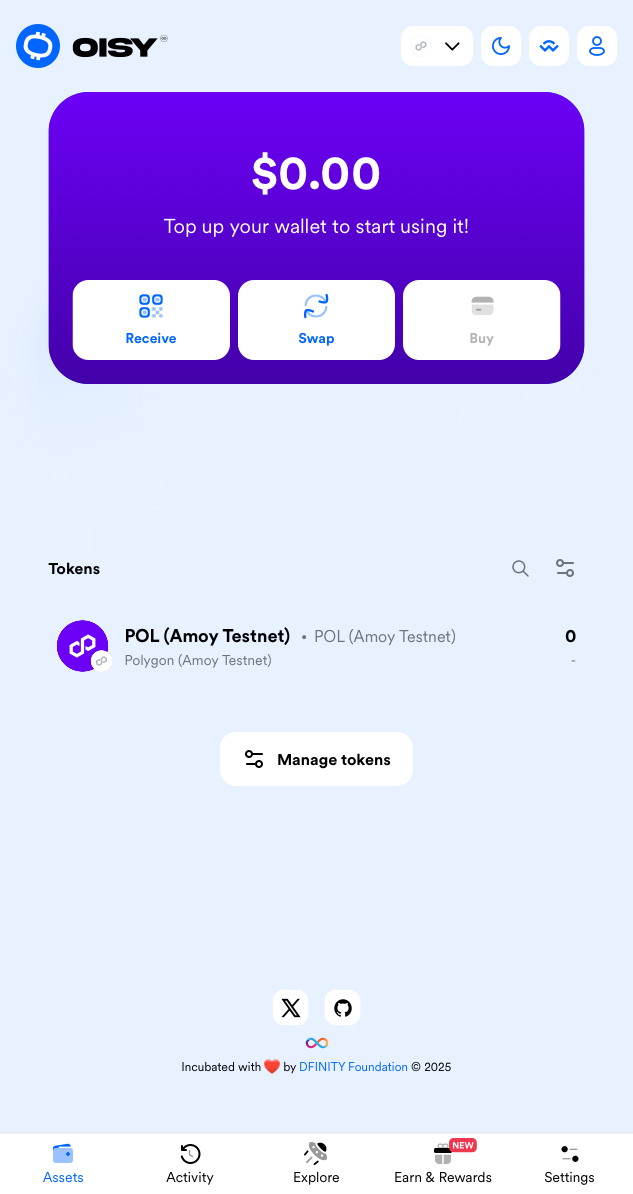 OISY
$0.00
Top up your wallet to start using it!
Receive
Swap
Buy
Tokens
POL (Amoy Testnet) • POL (Amoy Testnet)
0
Polygon (Amoy Testnet)
-
Manage tokens
Incubated with ❤️ by DFINITY Foundation © 2025
NEW
Assets
Activity
Explore
Earn & Rewards
Settings